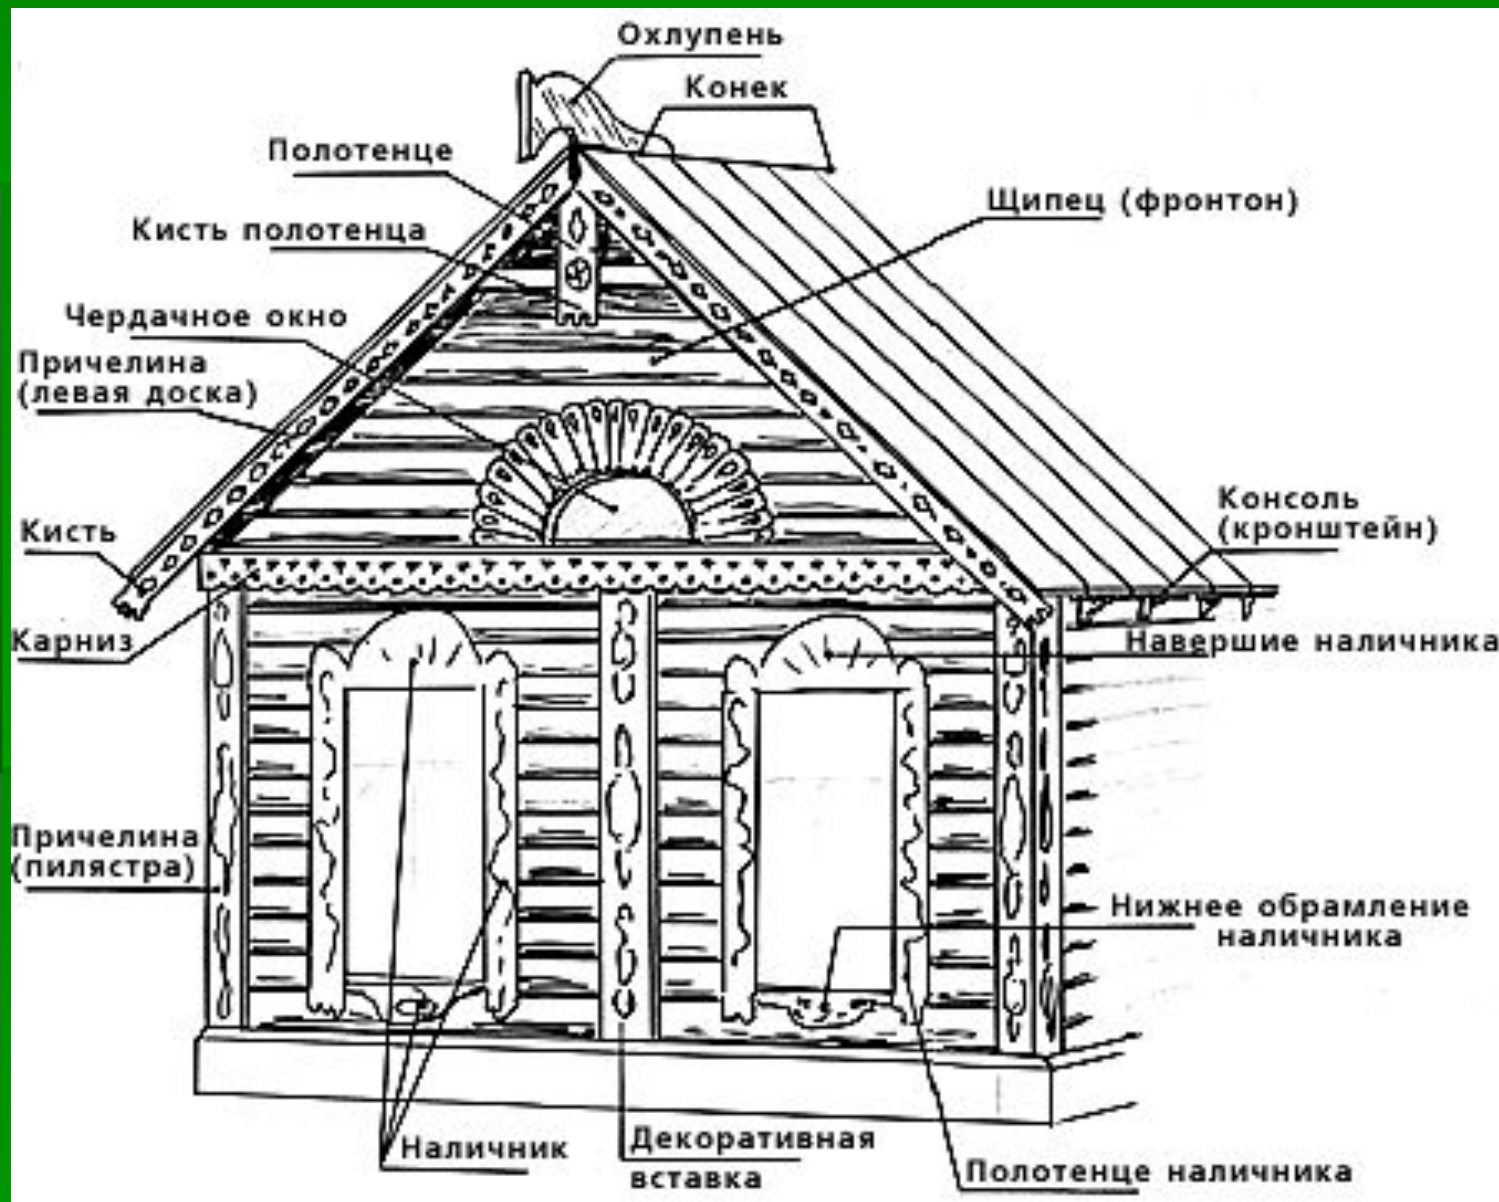 Охлупень
Конек
Полотенце
Щипец (фронтон)
Кисть полотенца
Чердачное окно
Причелина
(левая доска)
Консоль
(кронштейн)
Кисть
Карниз
Навершие наличника
Причелина
(пилястра)
Нижнее обрамление
наличника
Наличник
Декоративная
вставка
Полотенце наличника